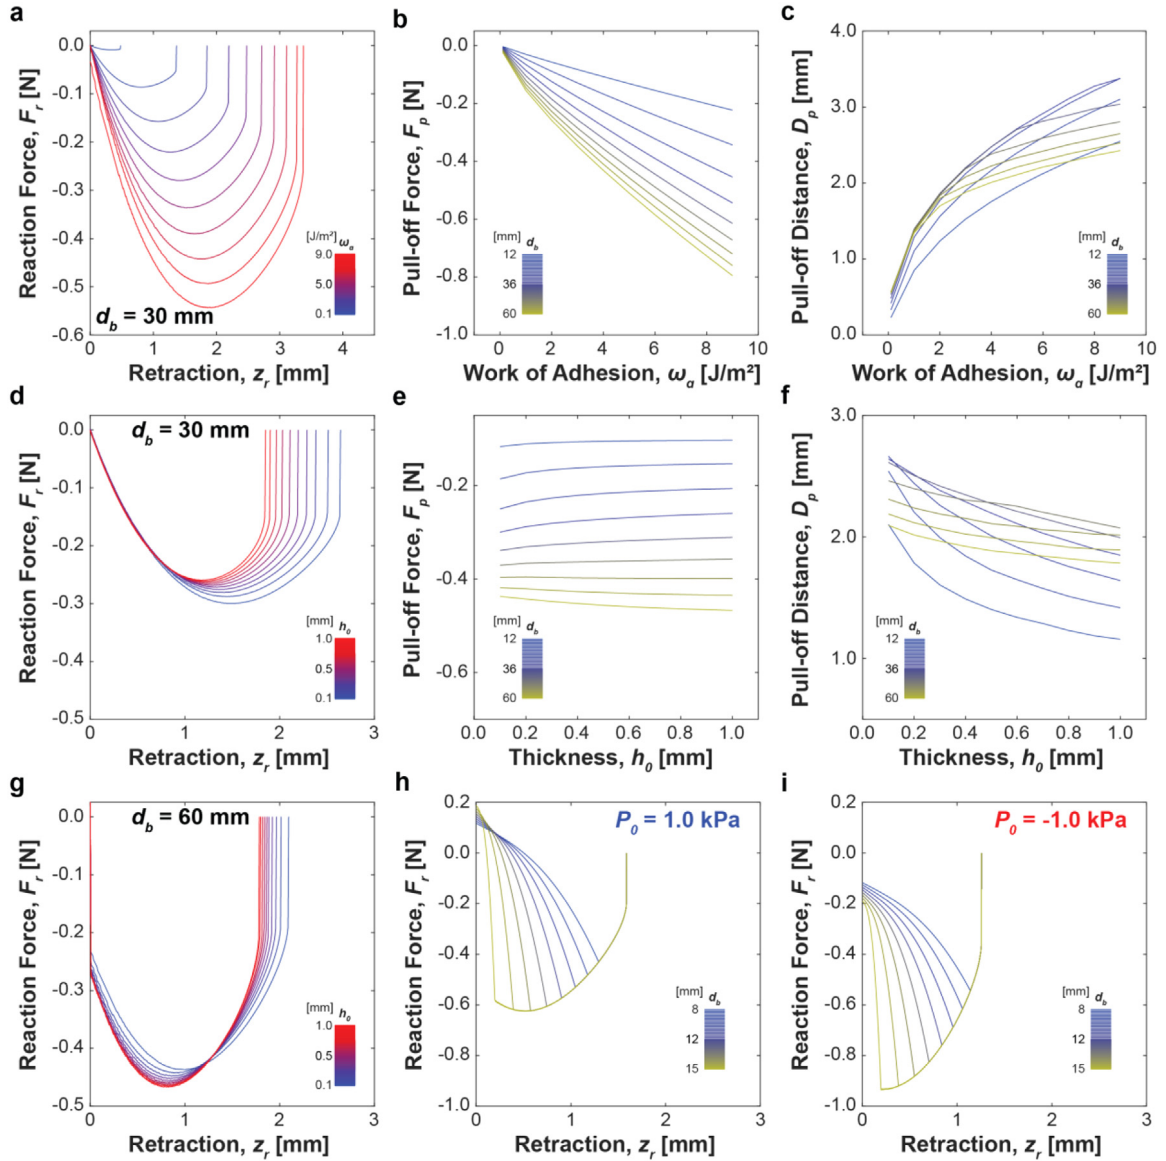 a
b
c
0.0
-0.1
-0.2
-0.3
-0.4
-0.5
-0.6
Reaction Force, Fr [N]
[J/m²] ωa
9.0
5.0
0.1
db = 30 mm
0
1
2
3
4
Retraction, zr [mm]
0.0
-0.2
-0.4
-0.6
-0.8
-1.0
Pull-off Force, Fp [N]
[mm] db
12
36
60
0
2
4
6
8
10
Work of Adhesion, ωa [J/m²]
4.0
3.0
2.0
1.0
0.0
Pull-off Distance, Dp [mm]
[mm] db
12
36
60
0
2
4
6
8
10
Work of Adhesion, ωa [J/m²]
d
e
f
db = 30 mm
0.0
-0.1
-0.2
-0.3
-0.4
-0.5
Reaction Force, Fr [N]
[mm] h0
1.0
0.5
0.1
0
1
2
3
Retraction, zr [mm]
-0.2
-0.4
-0.6
Pull-off Force, Fp [N]
[mm] db
12
36
60
0.0
0.2
0.4
0.6
0.8
1.0
Thickness, h0 [mm]
3.0
2.0
1.0
Pull-off Distance, Dp [mm]
[mm] db
12
36
60
0.0
0.2
0.4
0.6
0.8
1.0
Thickness, h0 [mm]
g
h
i
db = 60 mm
0.0
-0.1
-0.2
-0.3
-0.4
-0.5
Reaction Force, Fr [N]
[mm] h0
1.0
0.5
0.1
0
1
2
3
Retraction, zr [mm]
P0 = 1.0 kPa
0.2
0.0
-0.2
-0.4
-0.6
-0.8
-1.0
Reaction Force, Fr [N]
[mm] db
8
12
15
0
1
2
3
Retraction, zr [mm]
P0 = -1.0 kPa
0.2
0.0
-0.2
-0.4
-0.6
-0.8
-1.0
Reaction Force, Fr [N]
[mm] db
8
12
15
0
1
2
3
Retraction, zr [mm]